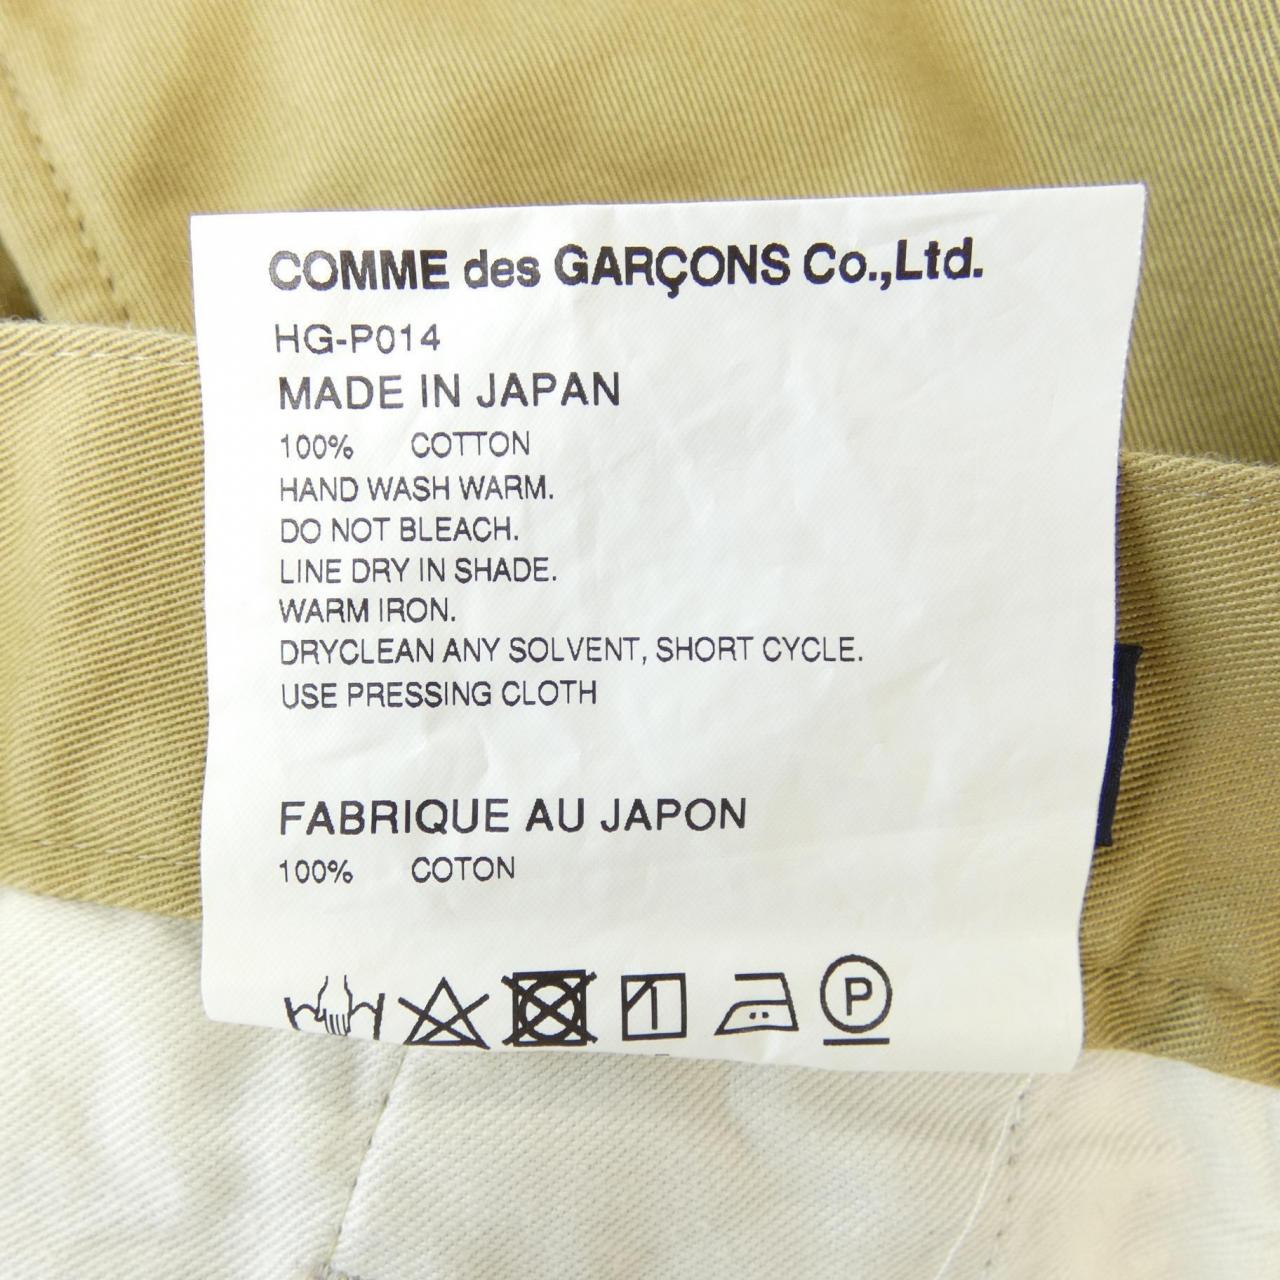 COMME des GARÇONS Co.,Ltd.
HG-P014
MADE IN JAPAN
100% COTTON
HAND WASH WARM.
DO NOT BLEACH.
LINE DRY IN SHADE.
WARM IRON.
DRYCLEAN ANY SOLVENT, SHORT CYCLE.
USE PRESSING CLOTH
FABRIQUE AU JAPON
100% COTON
P